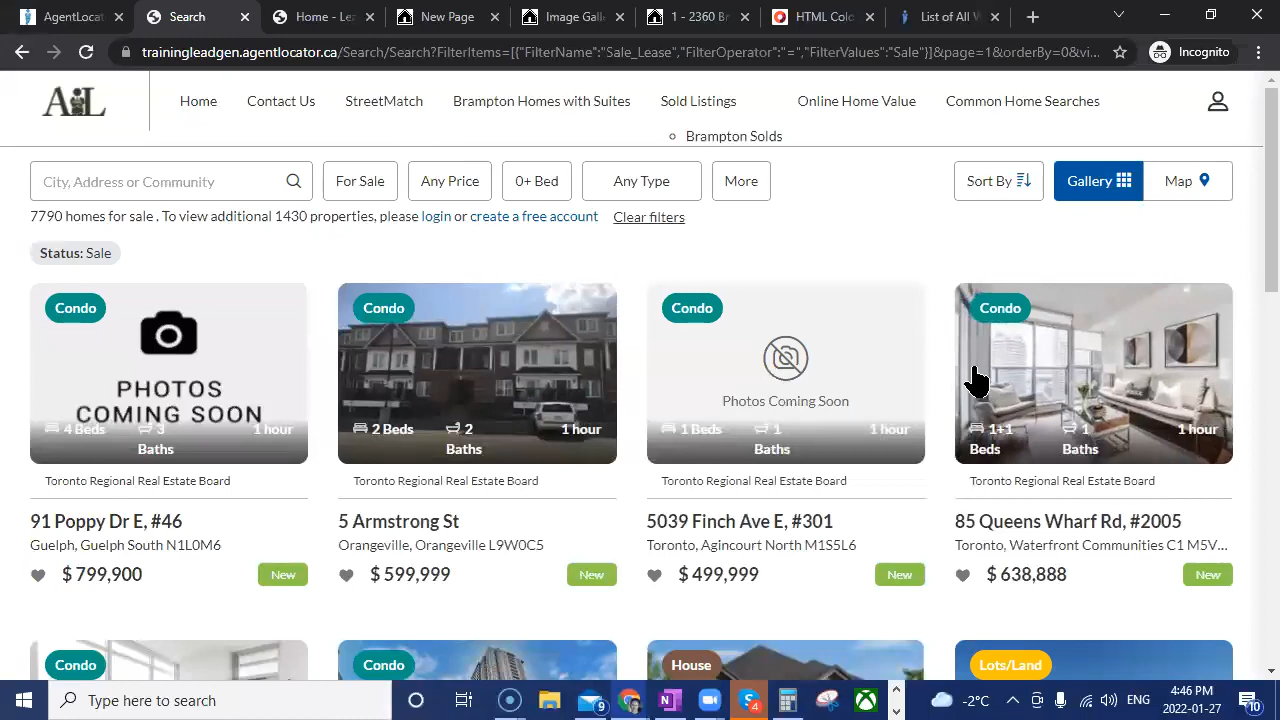 AgentLocat
Search
Home - Lea
New Page
Image Gall
1 - 2360 Br
HTML Colo
List of All V
trainingleadgen.agentlocator.ca/Search/Search?FilterItems=[{"FilterName":"Sale_Lease","FilterOperator":"=","FilterValues":"Sale"}]&page=1&orderBy=0&vi...
Incognito
AiL
Home
Contact Us
StreetMatch
Brampton Homes with Suites
Sold Listings
Online Home Value
Common Home Searches
Brampton Solds
City, Address or Community
For Sale
Any Price
0+ Bed
Any Type
More
Sort By
Gallery
Map
7790 homes for sale . To view additional 1430 properties, please login or create a free account
Clear filters
Status: Sale
Condo
PHOTOS
COMING SOON
4 Beds
3
Baths
1 hour
Toronto Regional Real Estate Board
91 Poppy Dr E, #46
Guelph, Guelph South N1L0M6
$ 799,900
New
Condo
2 Beds
2
Baths
1 hour
Toronto Regional Real Estate Board
5 Armstrong St
Orangeville, Orangeville L9W0C5
$ 599,999
New
Condo
Photos Coming Soon
1 Beds
1
Baths
1 hour
Toronto Regional Real Estate Board
5039 Finch Ave E, #301
Toronto, Agincourt North M1S5L6
$ 499,999
New
Condo
1+1
Beds
1
Baths
1 hour
Toronto Regional Real Estate Board
85 Queens Wharf Rd, #2005
Toronto, Waterfront Communities C1 M5V...
$ 638,888
New
Condo
Condo
House
Lots/Land
Type here to search
9
4
-2°C
ENG
4:46 PM
2022-01-27
10